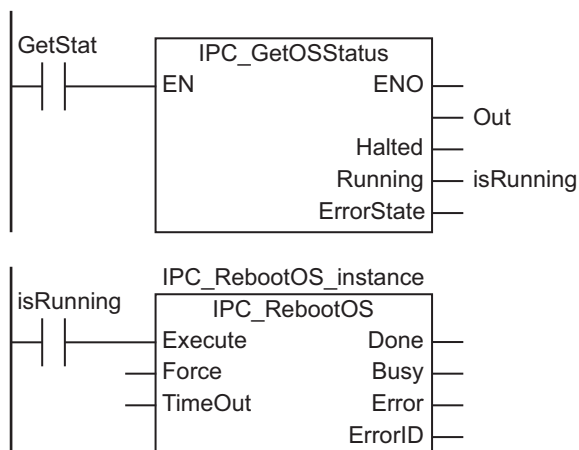 GetStat
IPC_GetOSStatus
EN ENO
Out
Halted
Running isRunning
ErrorState
IPC_RebootOS_instance
isRunning IPC_RebootOS
Execute Done
Force Busy
TimeOut Error
ErrorID